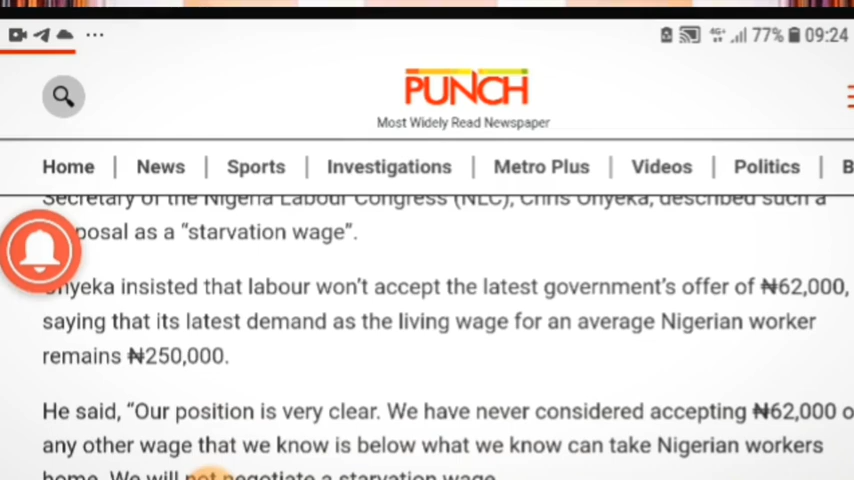 77% 09:24
PUNCH
Most Widely Read Newspaper
Home | News | Sports | Investigations | Metro Plus | Videos | Politics | B
Secretary of the Nigeria Labour Congress (NLC), Chris Onyeka, described such a
posal as a “starvation wage”.
nyeka insisted that labour won’t accept the latest government’s offer of ₦62,000,
saying that its latest demand as the living wage for an average Nigerian worker
remains ₦250,000.
He said, “Our position is very clear. We have never considered accepting ₦62,000 o
any other wage that we know is below what we know can take Nigerian workers
home. We will not negotiate a starvation wage